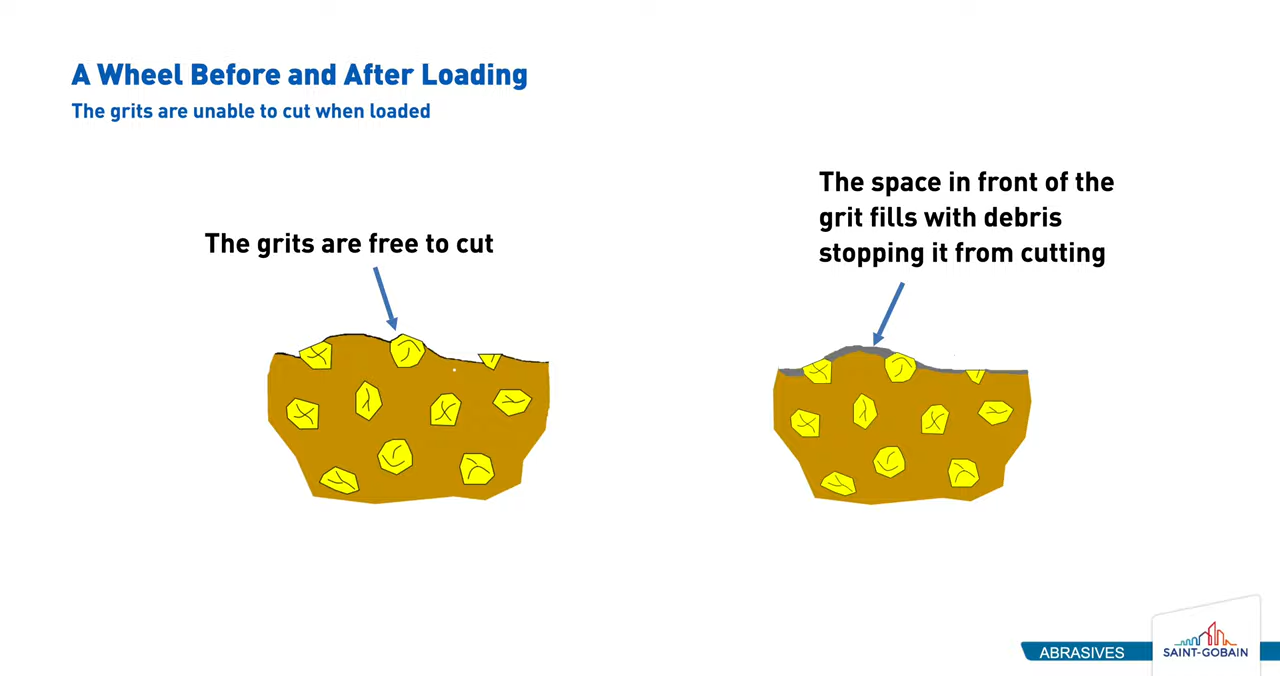 A Wheel Before and After Loading
The grits are unable to cut when loaded
The grits are free to cut
The space in front of the
grit fills with debris
stopping it from cutting
ABRASIVES
SAINT-GOBAIN